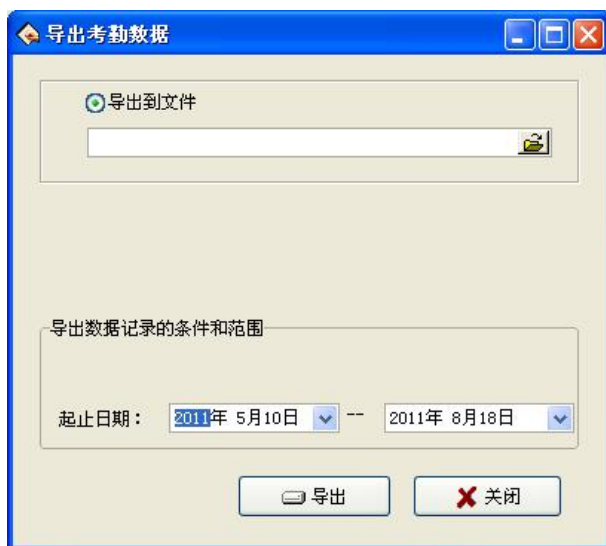 导出考勤数据
导出到文件
导出数据记录的条件和范围
起止日期： 2011年 5月10日 -- 2011年 8月18日
导出 关闭